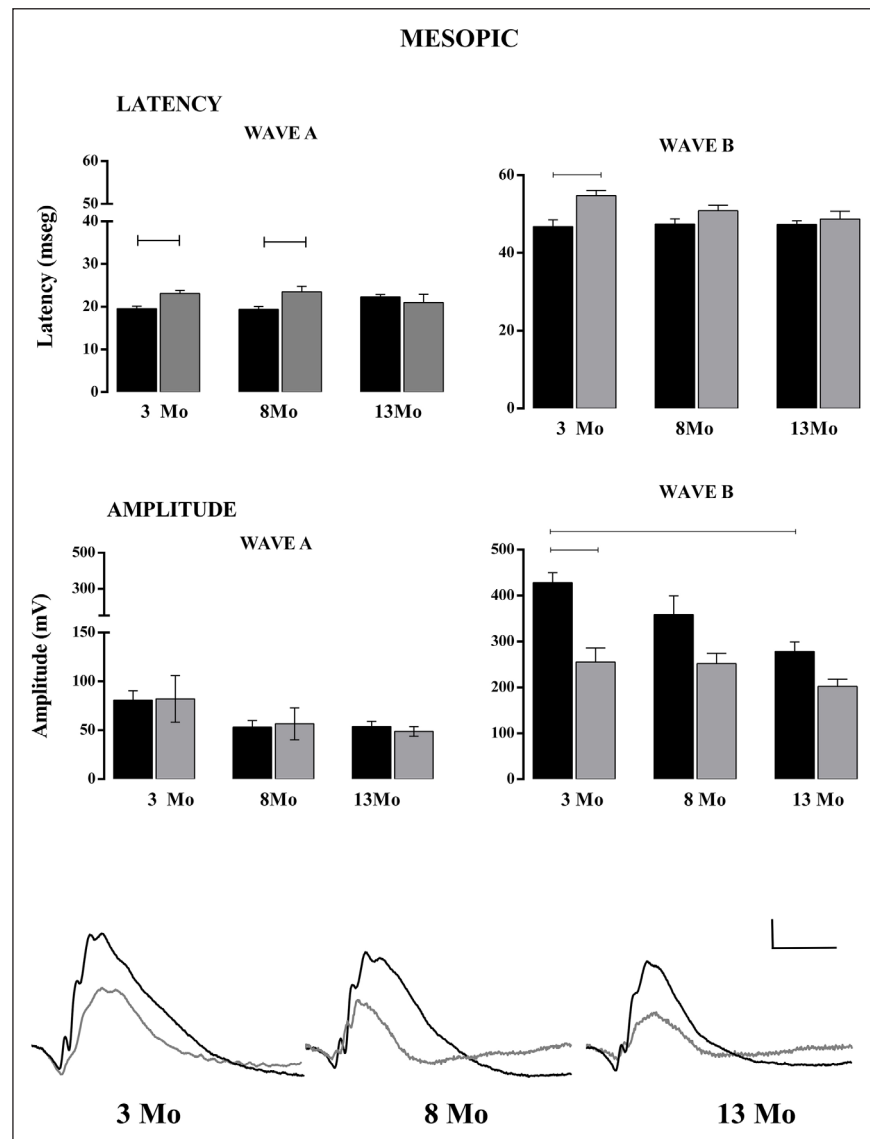 MESOPIC
LATENCY
WAVE A
Latency (mseg)
60
50
40
30
20
10
0
3 Mo
8Mo
13Mo
WAVE B
60
40
20
0
3 Mo
8Mo
13Mo
AMPLITUDE
WAVE A
Amplitude (mV)
500
300
150
100
50
0
3 Mo
8Mo
13Mo
WAVE B
500
400
300
200
100
0
3 Mo
8 Mo
13 Mo
3 Mo
8 Mo
13 Mo